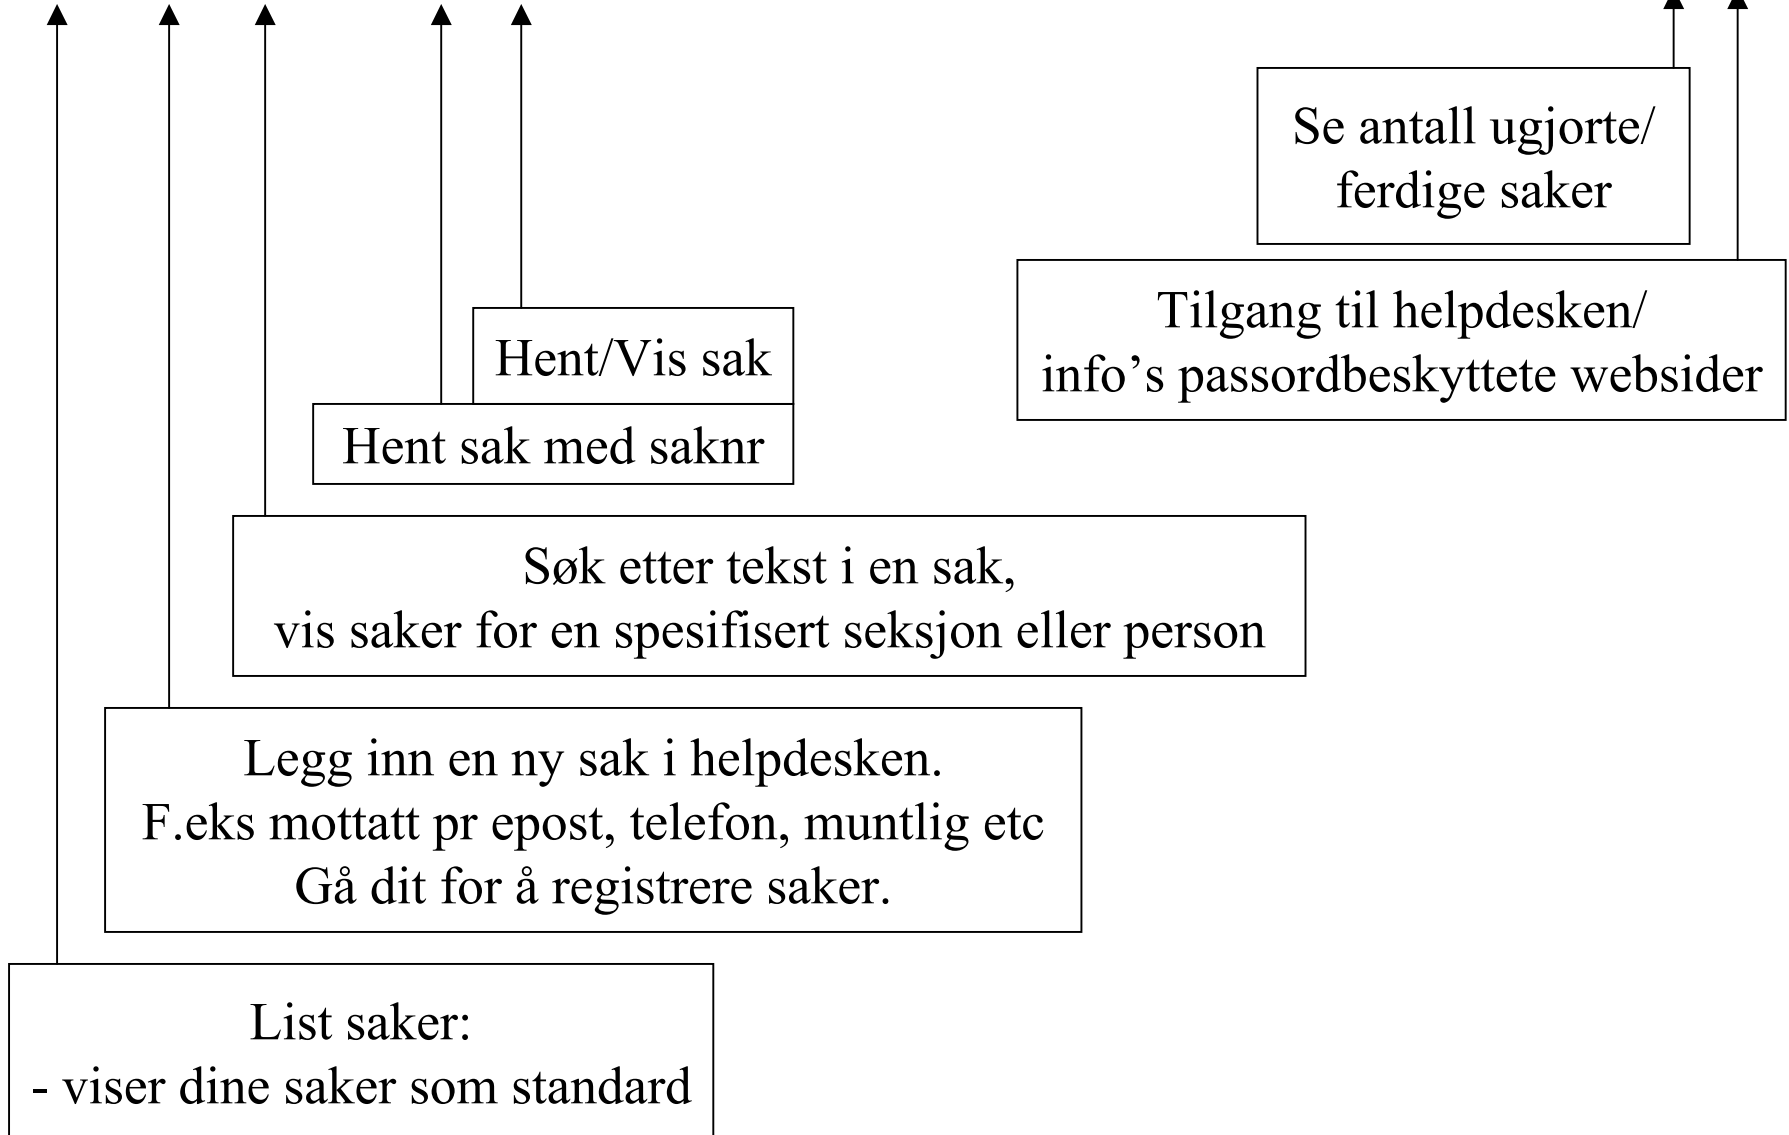 Se antall ugjorte/
ferdige saker
Tilgang til helpdesken/
info’s passordbeskyttete websider
Hent/Vis sak
Hent sak med saknr
Søk etter tekst i en sak,
vis saker for en spesifisert seksjon eller person
Legg inn en ny sak i helpdesken.
F.eks mottatt pr epost, telefon, muntlig etc
Gå dit for å registrere saker.
List saker:
- viser dine saker som standard